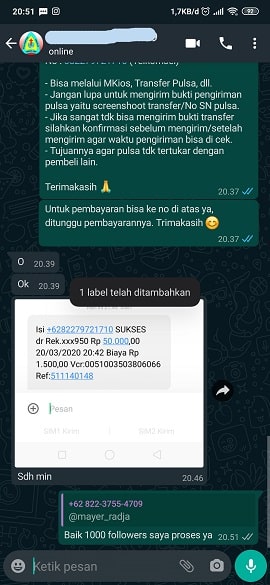 20.51
1,7KB/d
92
online
- Bisa melalui MKios, Transfer Pulsa, dll.
- Jangan lupa untuk mengirim bukti pengiriman
pulsa yaitu screenshoot transfer/No SN pulsa.
- Jika sangat tdk bisa mengirim bukti transfer
silahkan konfirmasi sebelum mengirim/setelah
mengirim agar waktu pengiriman bisa di cek.
- Tujuannya agar pulsa tdk tertukar dengan
pembeli lain.
Terimakasih 🙏
20.37
Untuk pembayaran bisa ke no di atas ya,
ditunggu pembayarannya. Trimakasih 😊
20.37
O 20.39
Ok 20.39
1 label telah ditambahkan
Isi +6282279721710 SUKSES
dr Rek.xxx950 Rp 50.000,00
20/03/2020 20:42 Biaya Rp
1.500,00 Vcr:0051003503806066
Ref:511140148
Pesan
SIM1 Kirim
SIM2 Kirim
Sdh min
20.46
+62 822-3755-4709
@mayer_radja
Baik 1000 followers saya proses ya 20.51
Ketik pesan